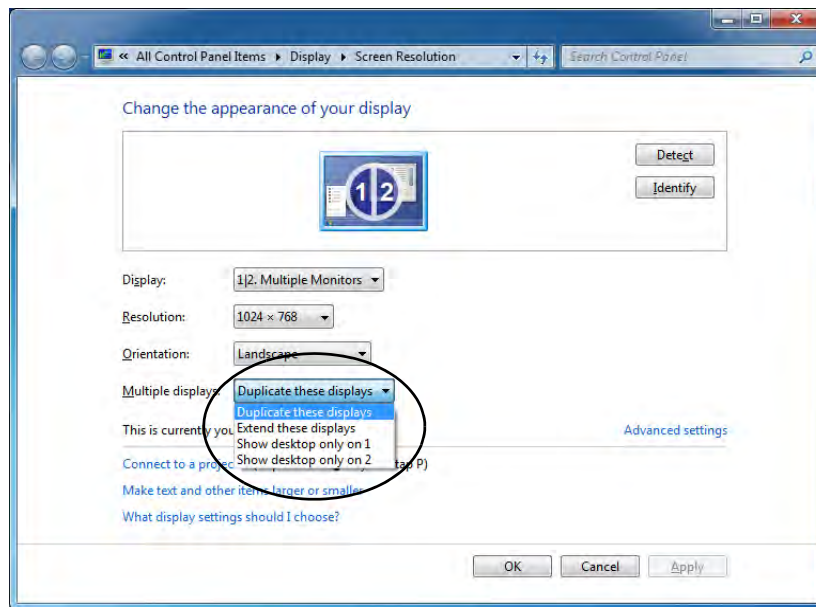 « All Control Panel Items ▸ Display ▸ Screen Resolution Search Control Panel
Change the appearance of your display
1|2
Detect
Identify
Display: 1|2. Multiple Monitors
Resolution: 1024 × 768
Orientation: Landscape
Multiple displays: Duplicate these displays
Duplicate these displays
Extend these displays
Show desktop only on 1
Show desktop only on 2
This is currently you
Advanced settings
Connect to a proje tap P)
Make text and other items larger or smaller
What display settings should I choose?
OK Cancel Apply